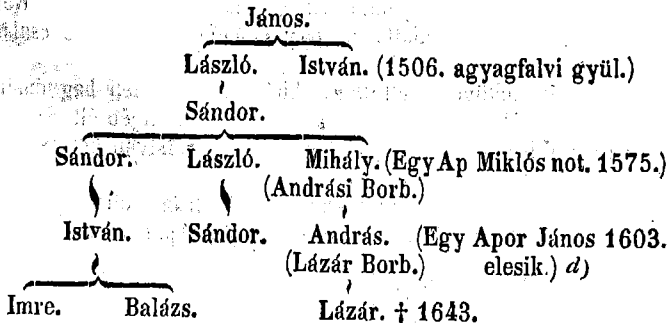 János.
László. István. (1506. agyagfalvi gyül.)
Sándor.
Sándor. László. Mihály. (Egy Ap Miklós not. 1575.)
(Andrási Borb.)
István. Sándor. András. (Egy Apor János 1603.
(Lázár Borb.) elesik.) d)
Imre. Balázs. Lázár. † 1643.